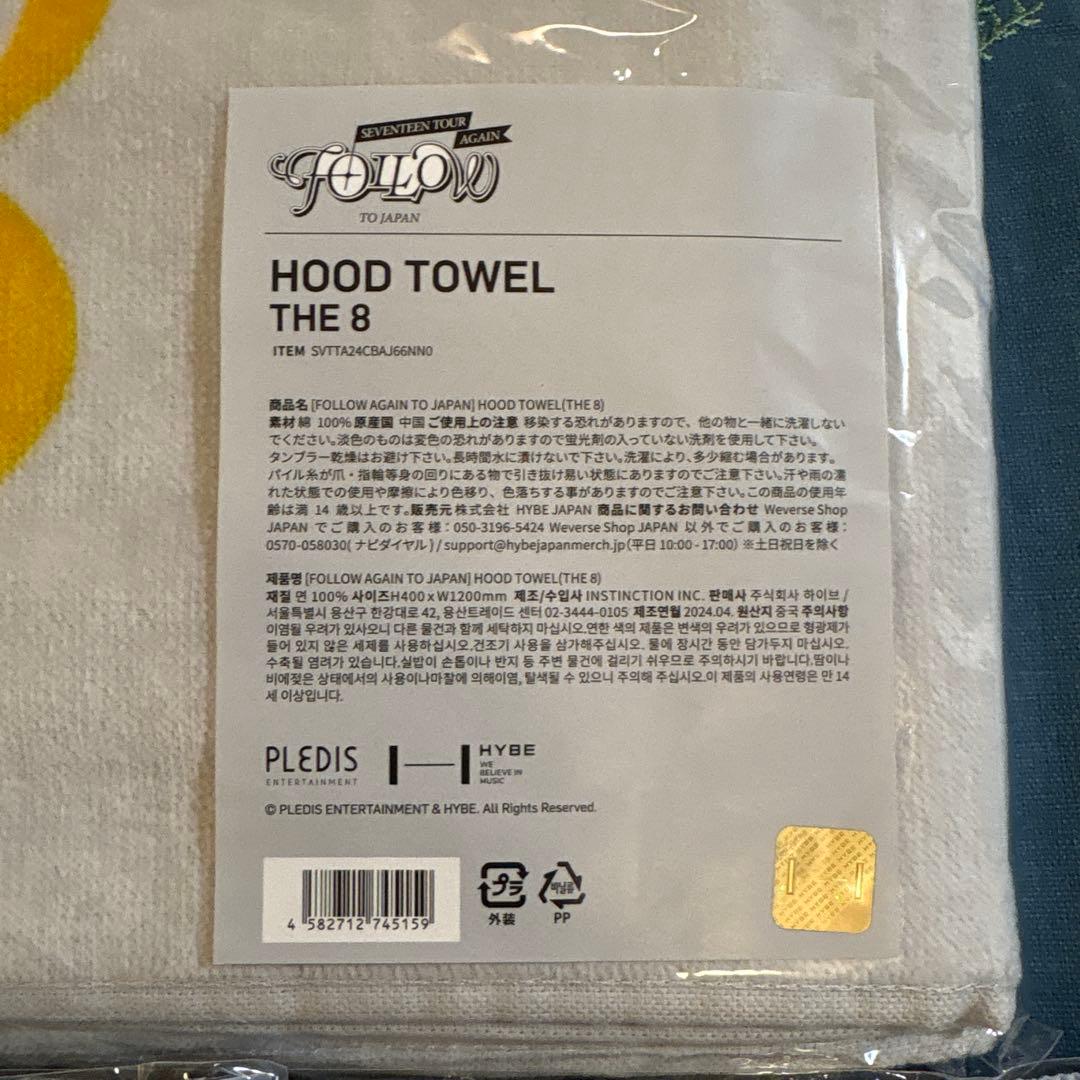 SEVENTEEN TOUR
AGAIN
FOLLOW
TO JAPAN
HOOD TOWEL
THE 8
ITEM SVTTA24CBAJ66NN0
商品名 [FOLLOW AGAIN TO JAPAN] HOOD TOWEL(THE 8)
素材 綿 100% 原産国 中国 ご使用上の注意 移染する恐れがありますので、他の物と一緒に洗濯しない
でください。淡色のものは変色の恐れがありますので蛍光剤の入っていない洗剤を使用して下さい。
タンブラー乾燥はお避け下さい。長時間水に漬けないで下さい。洗濯により、多少縮む場合があります。
パイル糸が爪・指輪等身の回りにある物で引き抜け易い状態にありますのでご注意下さい。汗や雨の濡
れた状態での使用や摩擦により色移り、色落ちする事がありますのでご注意下さい。この商品の使用年
齢は満 14 歳以上です。販売元 株式会社 HYBE JAPAN 商品に関するお問い合わせ Weverse Shop
JAPAN でご購入のお客様：050-3196-5424 Weverse Shop JAPAN 以外でご購入のお客様：
0570-058030( ナビダイヤル ) / support@hybejapanmerch.jp (平日 10:00 - 17:00) ※土日祝日を除く
제품명 [FOLLOW AGAIN TO JAPAN] HOOD TOWEL(THE 8)
재질 면 100% 사이즈 H400 x W1200mm 제조/수입사 INSTINCTION INC. 판매사 주식회사 하이브 /
서울특별시 용산구 한강대로 42, 용산트레이드 센터 02-3444-0105 제조연월 2024.04. 원산지 중국 주의사항
이염될 우려가 있사오니 다른 물건과 함께 세탁하지 마십시오.연한 색의 제품은 변색의 우려가 있으므로 형광제가
들어 있지 않은 세제를 사용하십시오.건조기 사용을 삼가해주십시오. 물에 장시간 동안 담가두지 마십시오.
수축될 염려가 있습니다.실밥이 손톱이나 반지 등 주변 물건에 걸리기 쉬우므로 주의하시기 바랍니다.땀이나
비에젖은 상태에서의 사용이나마찰에 의해이염, 탈색될 수 있으니 주의해 주십시오.이 제품의 사용연령은 만 14
세 이상입니다.
PLEDIS
ENTERTAINMENT
HYBE
WE
BELIEVE IN
MUSIC
© PLEDIS ENTERTAINMENT & HYBE. All Rights Reserved.
4 582712 745159
プラ
外装
비닐류
PP